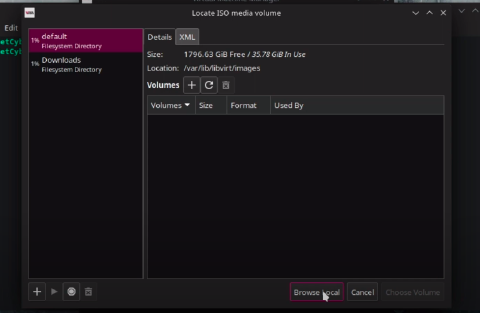 Locate ISO media volume
Edit
default
1%
Filesystem Directory
Downloads
1%
Filesystem Directory
Details XML
Size: 1796.63 GiB Free / 35.78 GiB In Use
Location: /var/lib/libvirt/images
Volumes
Volumes Size Format Used By
Browse Local Cancel Choose Volume